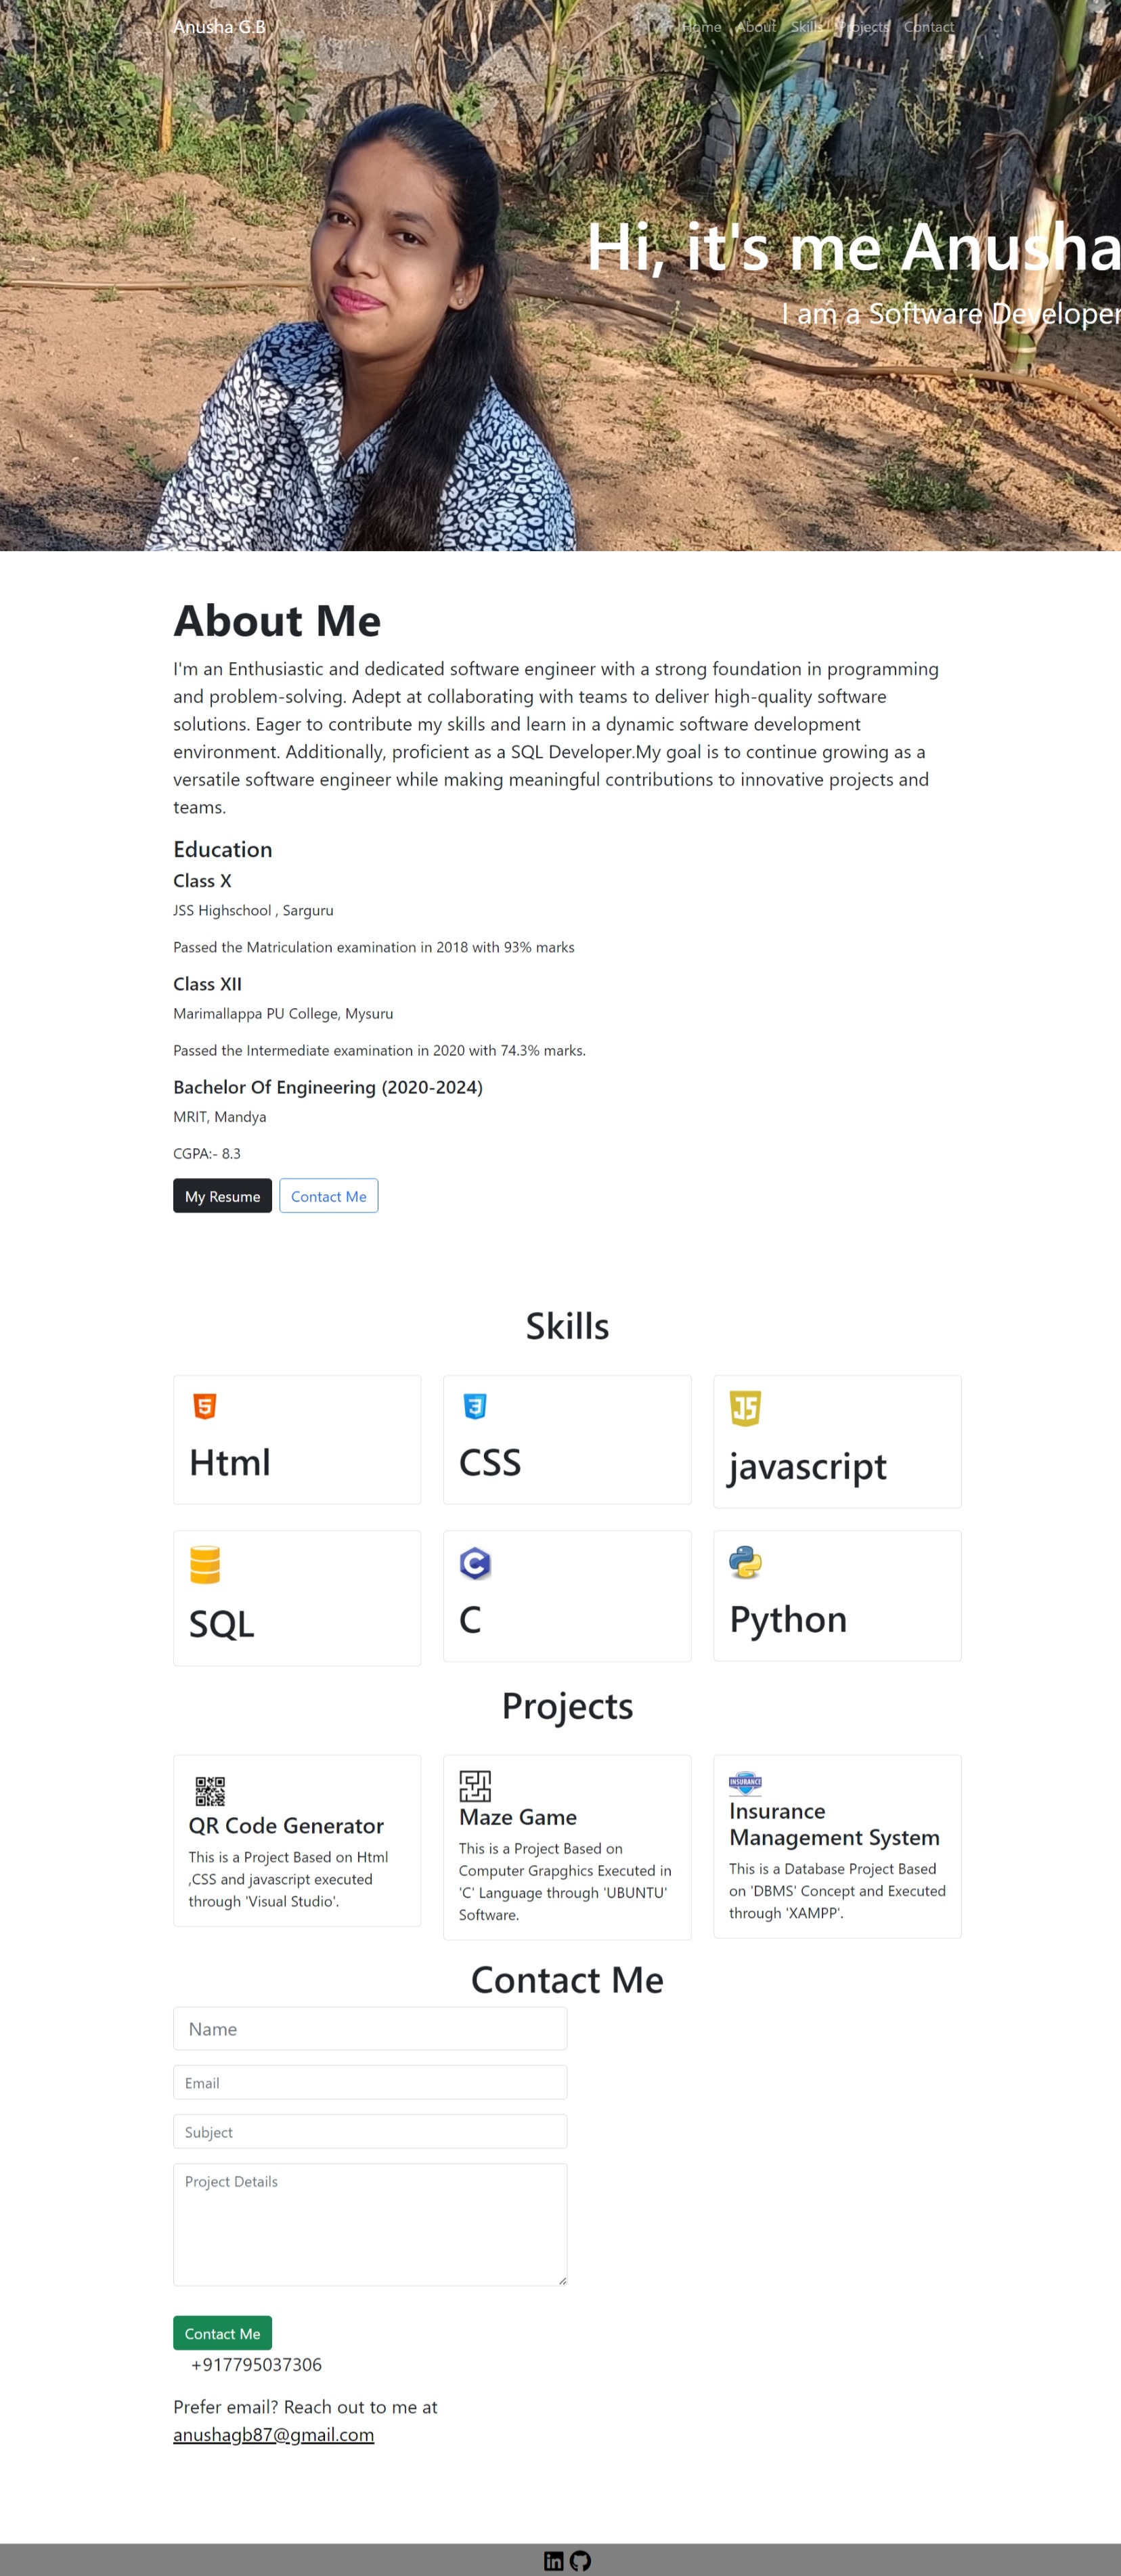 Anusha G.B
Home About Skills Projects Contact
Hi, it's me Anusha
I am a Software Developer
About Me
I'm an Enthusiastic and dedicated software engineer with a strong foundation in programming
and problem-solving. Adept at collaborating with teams to deliver high-quality software
solutions. Eager to contribute my skills and learn in a dynamic software development
environment. Additionally, proficient as a SQL Developer.My goal is to continue growing as a
versatile software engineer while making meaningful contributions to innovative projects and
teams.
Education
Class X
JSS Highschool , Sarguru
Passed the Matriculation examination in 2018 with 93% marks
Class XII
Marimallappa PU College, Mysuru
Passed the Intermediate examination in 2020 with 74.3% marks.
Bachelor Of Engineering (2020-2024)
MRIT, Mandya
CGPA:- 8.3
My Resume Contact Me
Skills
5 3 JS
Html CSS javascript
C
SQL C Python
Projects
INSURANCE
QR Code Generator
This is a Project Based on Html
,CSS and javascript executed
through 'Visual Studio'.
Maze Game
This is a Project Based on
Computer Grapghics Executed in
'C' Language through 'UBUNTU'
Software.
Insurance
Management System
This is a Database Project Based
on 'DBMS' Concept and Executed
through 'XAMPP'.
Contact Me
Name
Email
Subject
Project Details
Contact Me
+917795037306
Prefer email? Reach out to me at
anushagb87@gmail.com
in